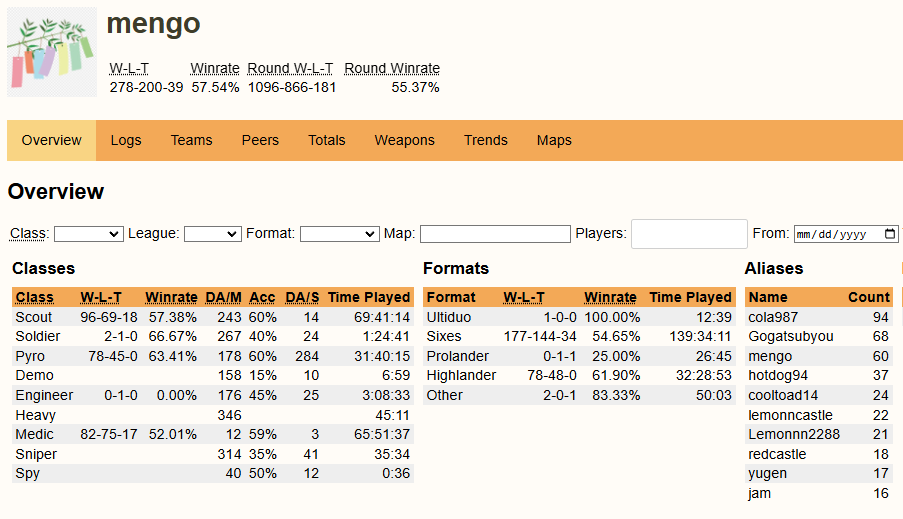 mengo
W-L-T Winrate Round W-L-T Round Winrate
278-200-39 57.54% 1096-866-181 55.37%
Overview Logs Teams Peers Totals Weapons Trends Maps
Overview
Class: League: Format: Map: Players: From: mm/dd/yyyy
Classes
Class W-L-T Winrate DA/M Acc DA/S Time Played
Scout 96-69-18 57.38% 243 60% 14 69:41:14
Soldier 2-1-0 66.67% 267 40% 24 1:24:41
Pyro 78-45-0 63.41% 178 60% 284 31:40:15
Demo 158 15% 10 6:59
Engineer 0-1-0 0.00% 176 45% 25 3:08:33
Heavy 346 45:11
Medic 82-75-17 52.01% 12 59% 3 65:51:37
Sniper 314 35% 41 35:34
Spy 40 50% 12 0:36
Formats
Format W-L-T Winrate Time Played
Ultiduo 1-0-0 100.00% 12:39
Sixes 177-144-34 54.65% 139:34:11
Prolander 0-1-1 25.00% 26:45
Highlander 78-48-0 61.90% 32:28:53
Other 2-0-1 83.33% 50:03
Aliases
Name Count
cola987 94
Gogatsubyou 68
mengo 60
hotdog94 37
cooltoad14 24
lemonncastle 22
Lemonnn2288 21
redcastle 18
yugen 17
jam 16